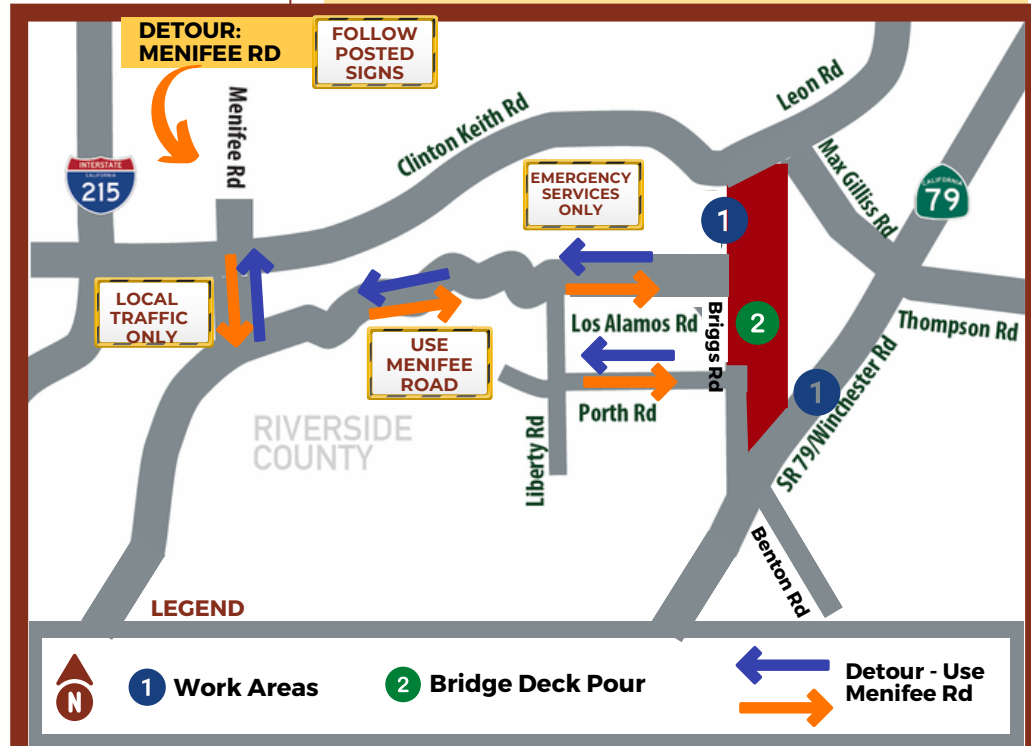 DETOUR:
MENIFEE RD
FOLLOW
POSTED
SIGNS
Menifee Rd
INTERSTATE
CALIFORNIA
215
Clinton Keith Rd
Leon Rd
Max Gilliss Rd
CALIFORNIA
79
EMERGENCY
SERVICES
ONLY
1
LOCAL
TRAFFIC
ONLY
USE
MENIFEE
ROAD
Los Alamos Rd
Briggs Rd
2
Thompson Rd
Porth Rd
1
SR 79/Winchester Rd
RIVERSIDE
COUNTY
Liberty Rd
Benton Rd
LEGEND
N
1 Work Areas
2 Bridge Deck Pour
Detour - Use
Menifee Rd